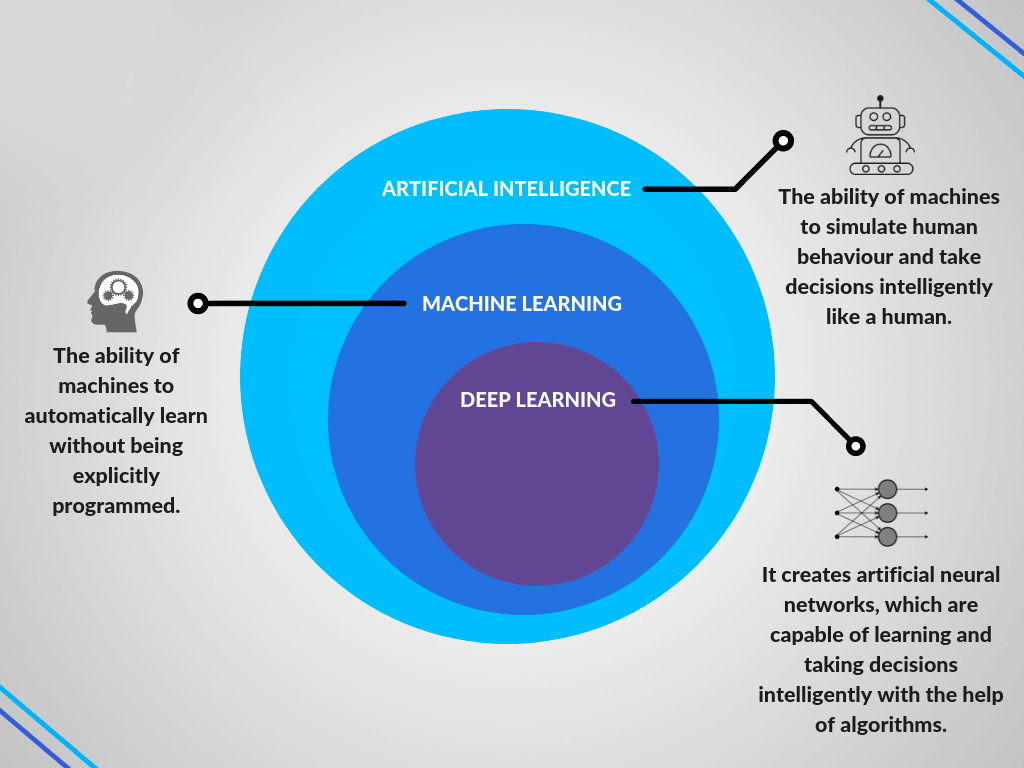 ARTIFICIAL INTELLIGENCE
The ability of machines
to simulate human
behaviour and take
decisions intelligently
like a human.
MACHINE LEARNING
The ability of
machines to
automatically learn
without being
explicitly
programmed.
DEEP LEARNING
It creates artificial neural
networks, which are
capable of learning and
taking decisions
intelligently with the help
of algorithms.